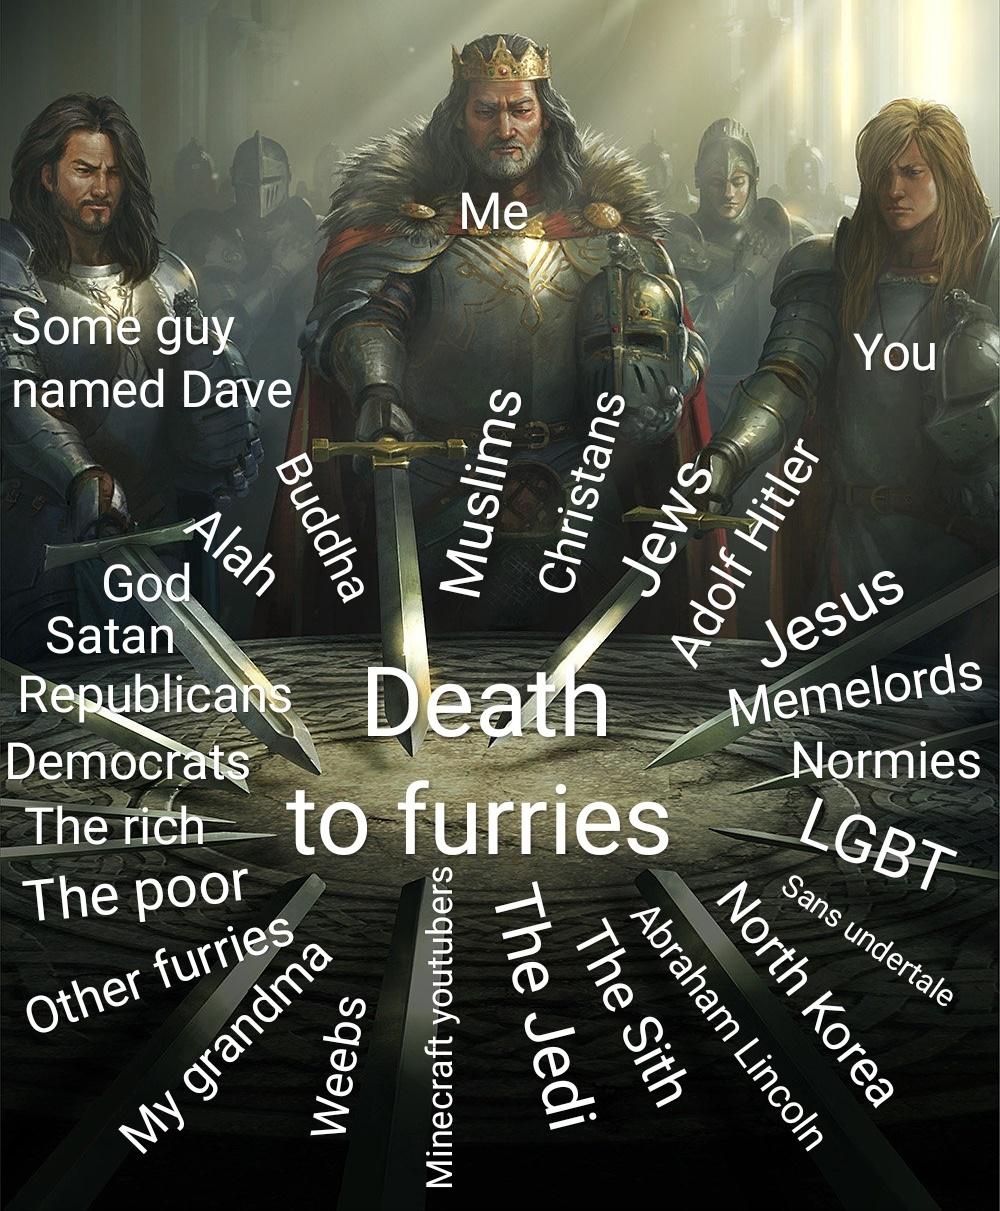 Me
Some guy
named Dave
You
Buddha
Muslims
Christans
Jews
Adolf Hitler
Alah
God
Satan
Jesus
Republicans
Memelords
Death
to furries
Democrats
Normies
The rich
LGBT
The poor
Sans undertale
Other furries
My grandma
Weebs
Minecraft youtubers
The Jedi
The Sith
Abraham Lincoln
North Korea